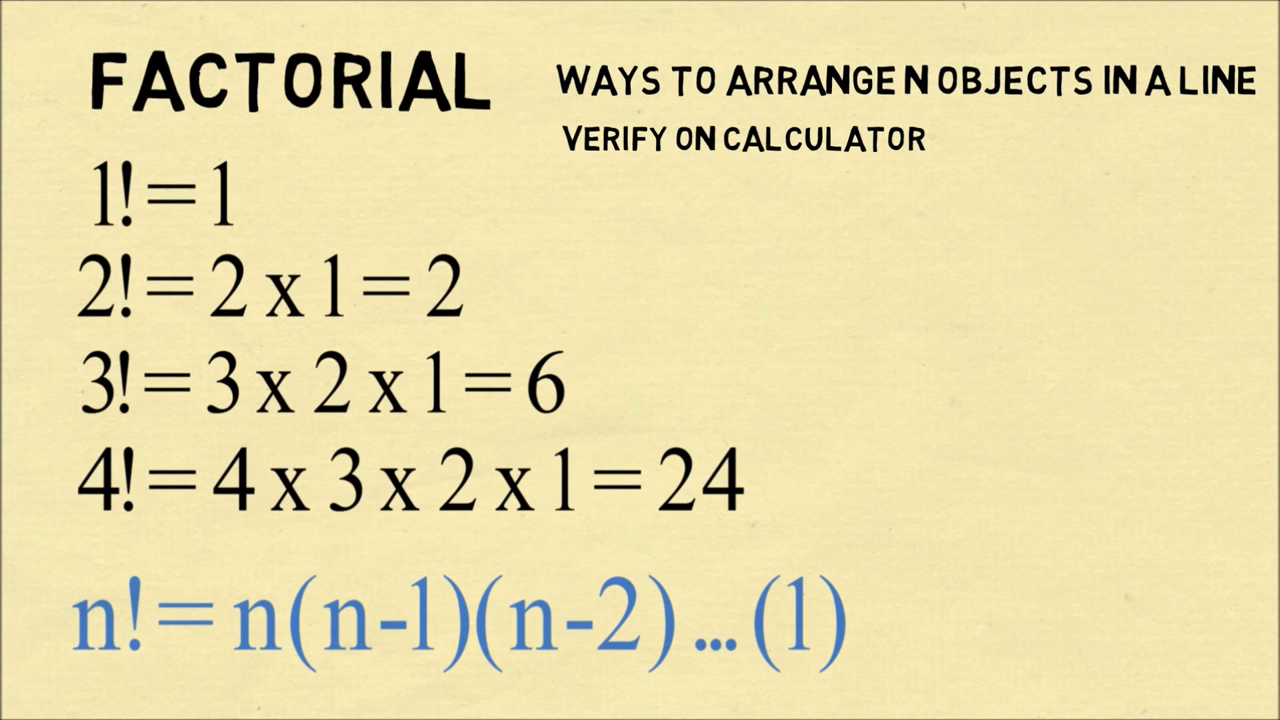 FACTORIAL
WAYS TO ARRANGE N OBJECTS IN A LINE
VERIFY ON CALCULATOR
1! = 1
2! = 2 x 1 = 2
3! = 3 x 2 x 1 = 6
4! = 4 x 3 x 2 x 1 = 24
n! = n(n-1)(n-2) ... (1)